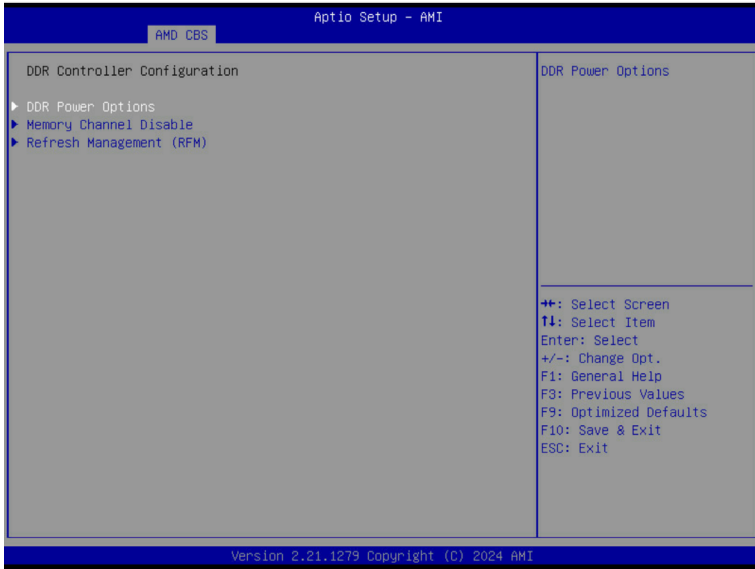 Aptio Setup – AMI
AMD CBS
DDR Controller Configuration
DDR Power Options
Memory Channel Disable
Refresh Management (RFM)
DDR Power Options
→←: Select Screen
↑↓: Select Item
Enter: Select
+/-: Change Opt.
F1: General Help
F3: Previous Values
F9: Optimized Defaults
F10: Save & Exit
ESC: Exit
Version 2.21.1279 Copyright (C) 2024 AMI